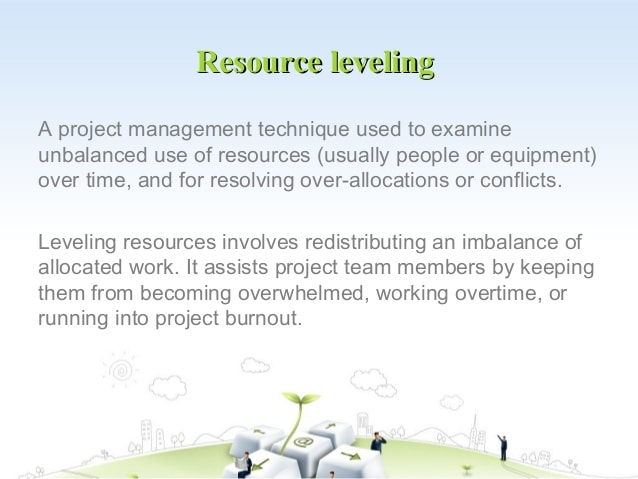 Resource leveling
A project management technique used to examine
unbalanced use of resources (usually people or equipment)
over time, and for resolving over-allocations or conflicts.
Leveling resources involves redistributing an imbalance of
allocated work. It assists project team members by keeping
them from becoming overwhelmed, working overtime, or
running into project burnout.
@